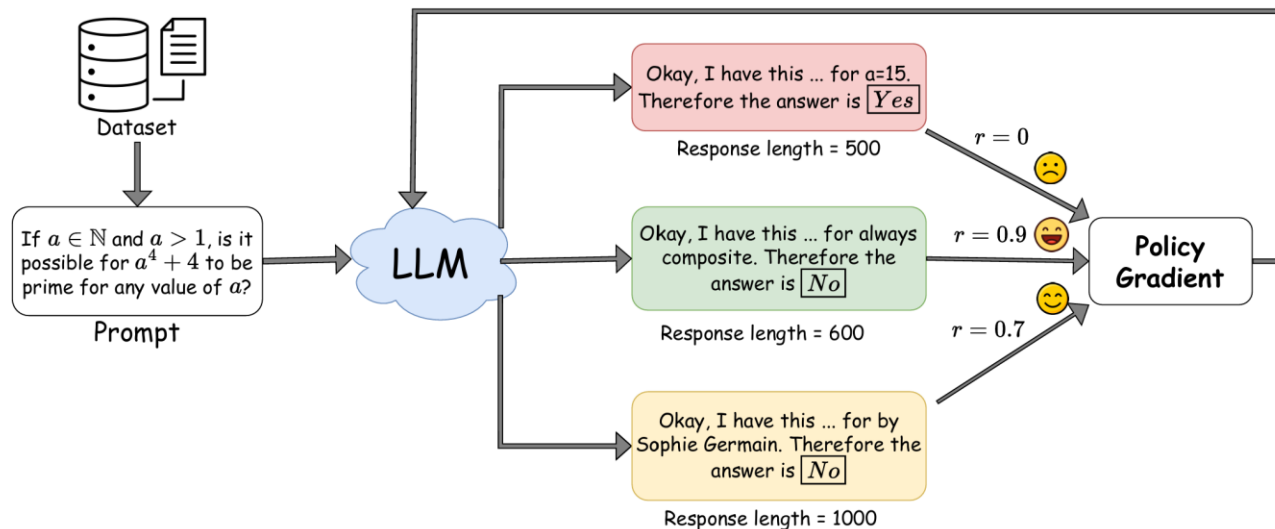 Dataset
If $a \in \mathbb{N}$ and $a > 1$, is it
possible for $a^4 + 4$ to be
prime for any value of $a$?
Prompt
LLM
Okay, I have this ... for a=15.
Therefore the answer is Yes
Response length = 500
Okay, I have this ... for always
composite. Therefore the
answer is No
Response length = 600
Okay, I have this ... for by
Sophie Germain. Therefore the
answer is No
Response length = 1000
$r = 0$
$r = 0.9$
$r = 0.7$
Policy
Gradient